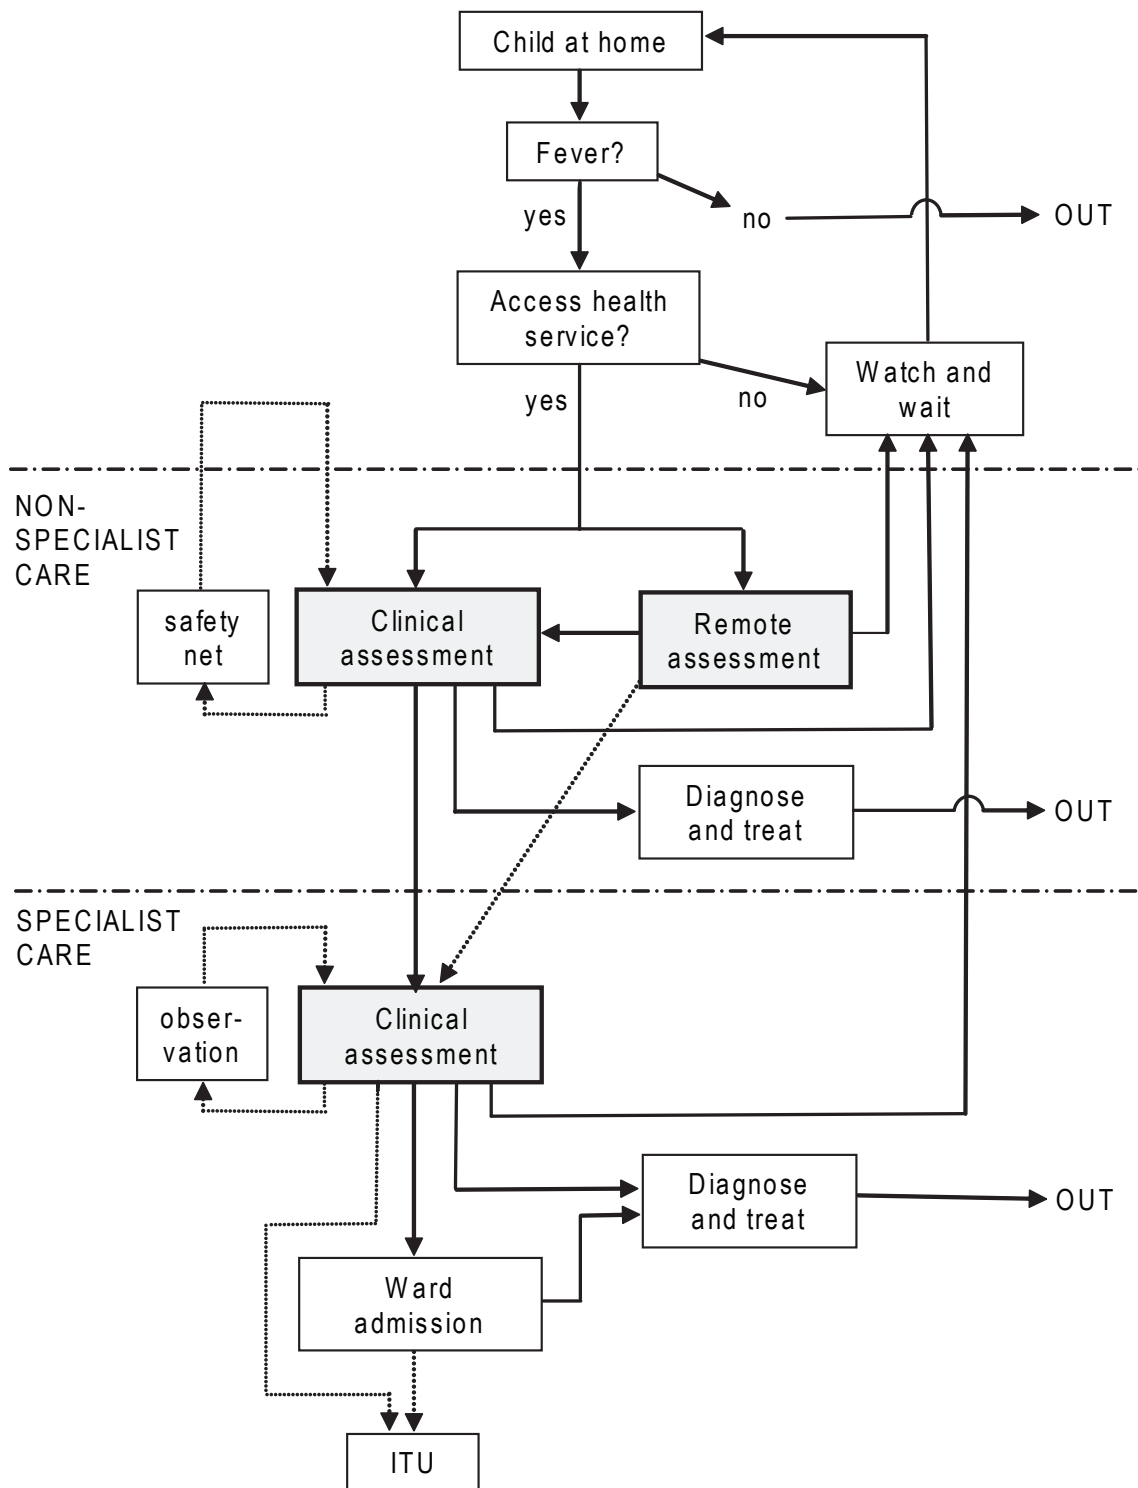 Child at home
Fever?
yes
no
OUT
Access health
service?
yes
no
Watch and
wait
NON-
SPECIALIST
CARE
safety
net
Clinical
assessment
Remote
assessment
Diagnose
and treat
OUT
SPECIALIST
CARE
obser-
vation
Clinical
assessment
Diagnose
and treat
OUT
Ward
admission
ITU